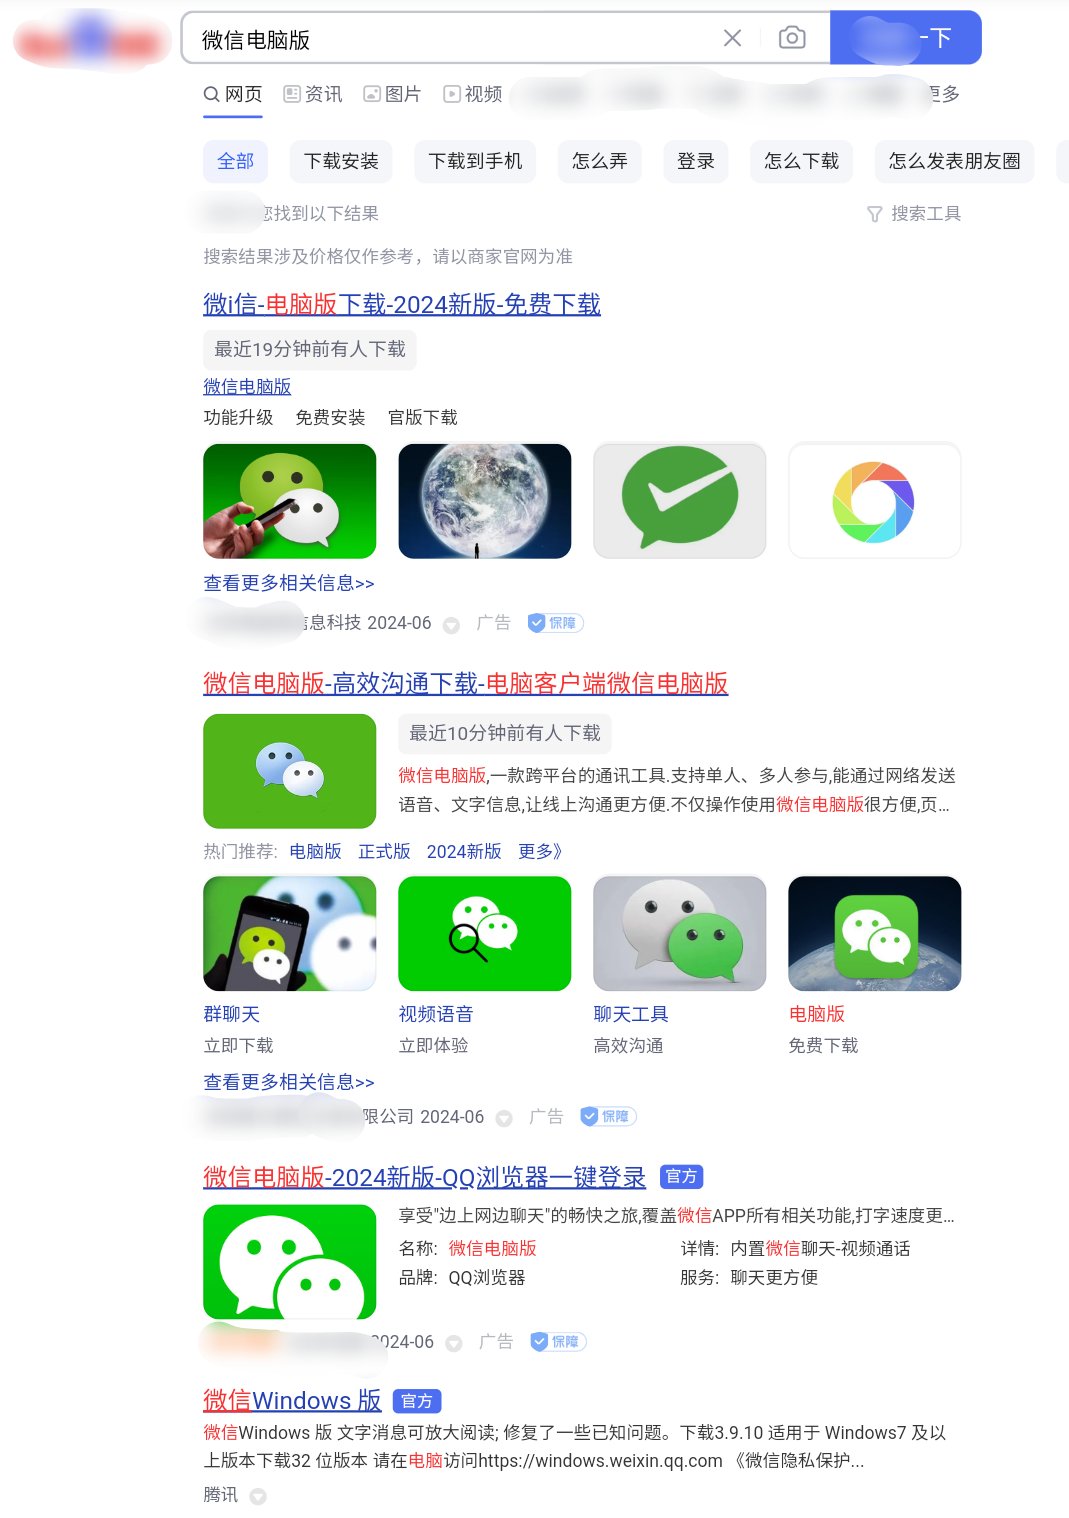 微信电脑版
一下
网页 资讯 图片 视频 更多
全部 下载安装 下载到手机 怎么弄 登录 怎么下载 怎么发表朋友圈
您找到以下结果 搜索工具
搜索结果涉及价格仅作参考，请以商家官网为准
微i信-电脑版下载-2024新版-免费下载
最近19分钟前有人下载
微信电脑版
功能升级 免费安装 官版下载
查看更多相关信息>>
信息科技 2024-06 广告 保障
微信电脑版-高效沟通下载-电脑客户端微信电脑版
最近10分钟前有人下载
微信电脑版,一款跨平台的通讯工具.支持单人、多人参与,能通过网络发送
语音、文字信息,让线上沟通更方便.不仅操作使用微信电脑版很方便,页...
热门推荐: 电脑版 正式版 2024新版 更多》
群聊天 视频语音 聊天工具 电脑版
立即下载 立即体验 高效沟通 免费下载
查看更多相关信息>>
限公司 2024-06 广告 保障
微信电脑版-2024新版-QQ浏览器一键登录 官方
享受"边上网边聊天"的畅快之旅,覆盖微信APP所有相关功能,打字速度更...
名称: 微信电脑版 详情: 内置微信聊天-视频通话
品牌: QQ浏览器 服务: 聊天更方便
2024-06 广告 保障
微信Windows 版 官方
微信Windows 版 文字消息可放大阅读; 修复了一些已知问题。下载3.9.10 适用于 Windows7 及以
上版本下载32 位版本 请在电脑访问https://windows.weixin.qq.com 《微信隐私保护...
腾讯